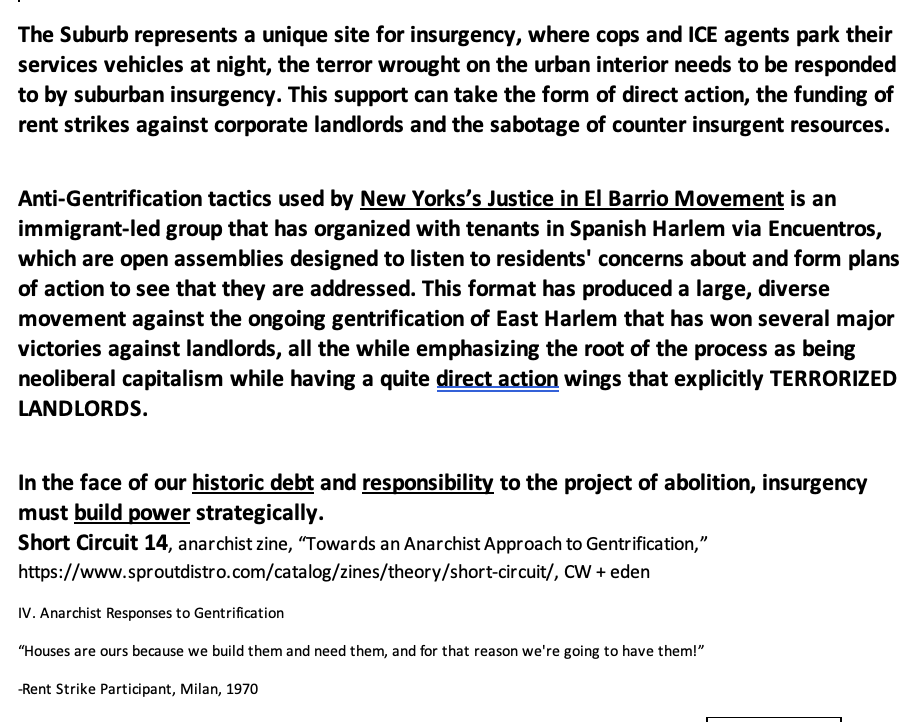 The Suburb represents a unique site for insurgency, where cops and ICE agents park their
services vehicles at night, the terror wrought on the urban interior needs to be responded
to by suburban insurgency. This support can take the form of direct action, the funding of
rent strikes against corporate landlords and the sabotage of counter insurgent resources.
Anti-Gentrification tactics used by New Yorks’s Justice in El Barrio Movement is an
immigrant-led group that has organized with tenants in Spanish Harlem via Encuentros,
which are open assemblies designed to listen to residents' concerns about and form plans
of action to see that they are addressed. This format has produced a large, diverse
movement against the ongoing gentrification of East Harlem that has won several major
victories against landlords, all the while emphasizing the root of the process as being
neoliberal capitalism while having a quite direct action wings that explicitly TERRORIZED
LANDLORDS.
In the face of our historic debt and responsibility to the project of abolition, insurgency
must build power strategically.
Short Circuit 14, anarchist zine, “Towards an Anarchist Approach to Gentrification,”
https://www.sproutdistro.com/catalog/zines/theory/short-circuit/, CW + eden
IV. Anarchist Responses to Gentrification
“Houses are ours because we build them and need them, and for that reason we're going to have them!”
-Rent Strike Participant, Milan, 1970